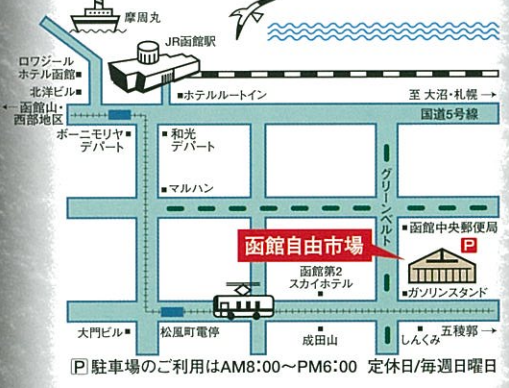 摩周丸
JR函館駅
ロワジール
ホテル函館
北洋ビル
ホテルルートイン
至 大沼・札幌→
←函館山・
西部地区
国道5号線
ボーニモリヤ
デパート
和光
デパート
マルハン
グリーンベルト
函館中央郵便局
P
函館自由市場
函館第2
スカイホテル
ガソリンスタンド
大門ビル
松風町電停
成田山
しんくみ
五稜郭→
P 駐車場のご利用はAM8:00〜PM6:00 定休日/毎週日曜日